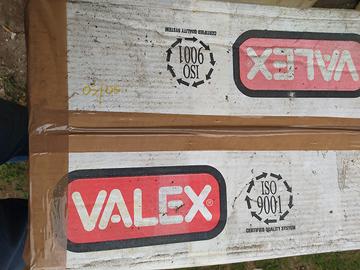 CERTIFIED QUALITY SYSTEM
ISO
9001
VALEX
VALEX®
ISO
9001
CERTIFIED QUALITY SYSTEM